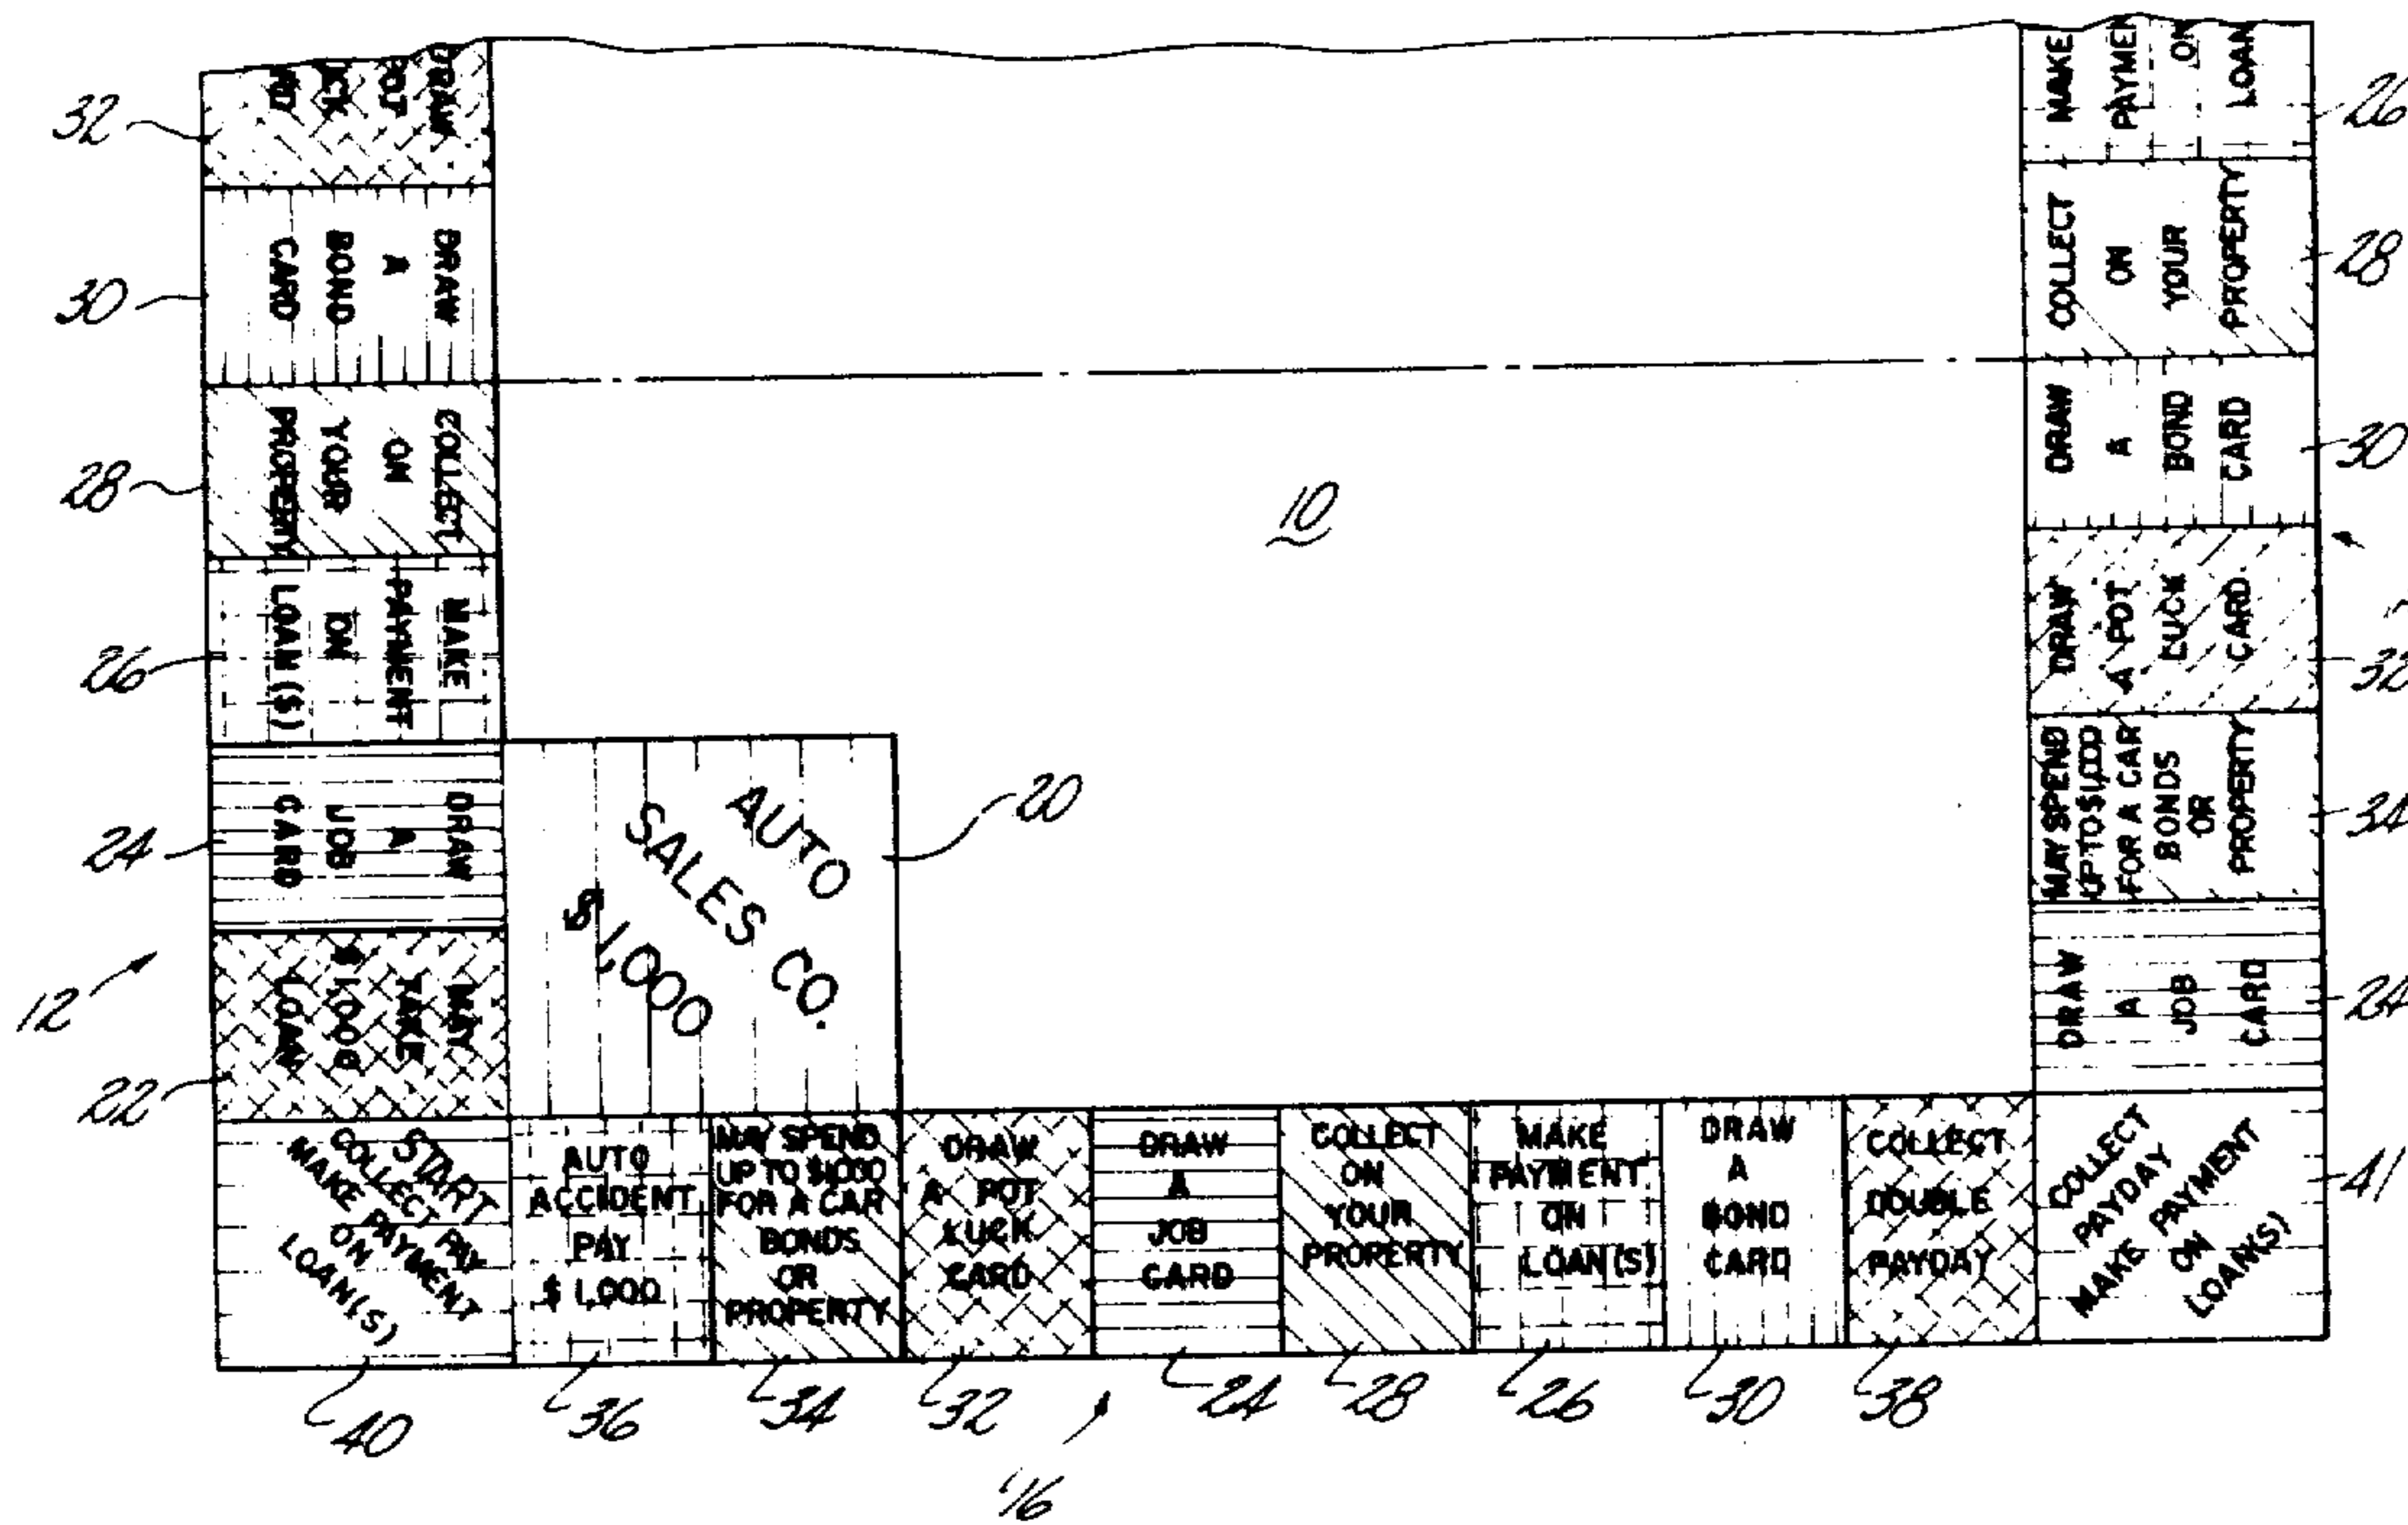 DRAW
POT
32
DRAW
A
BOND
CARD
30
COLLECT
ON
YOUR
PROPERTY
28
MAKE
PAYMENT
ON
LOAN(S)
26
DRAW
A
JOB
CARD
24
MAY
TAKE
$1,000
LOAN
22
12
AUTO
SALES CO.
$1,000
20
10
MAKE
PAYMEN
ON
LOAN
26
COLLECT
ON
YOUR
PROPERTY
28
DRAW
A
BOND
CARD
30
DRAW
A POT
LUCK
CARD
32
MAY SPEND
UP TO $1,000
FOR A CAR
BONDS
OR
PROPERTY
34
DRAW
A
JOB
CARD
24
START
COLLECT PAY
MAKE PAYMENT
ON
LOAN(S)
40
AUTO
ACCIDENT
PAY
$1,000
36
MAY SPEND
UP TO $1,000
FOR A CAR
BONDS
OR
PROPERTY
34
DRAW
A POT
LUCK
CARD
32
DRAW
A
JOB
CARD
24
COLLECT
ON
YOUR
PROPERTY
28
MAKE
PAYMENT
ON
LOAN(S)
26
DRAW
A
BOND
CARD
30
COLLECT
DOUBLE
PAYDAY
38
COLLECT
PAYDAY
MAKE PAYMENT
ON
LOAN(S)
41
16